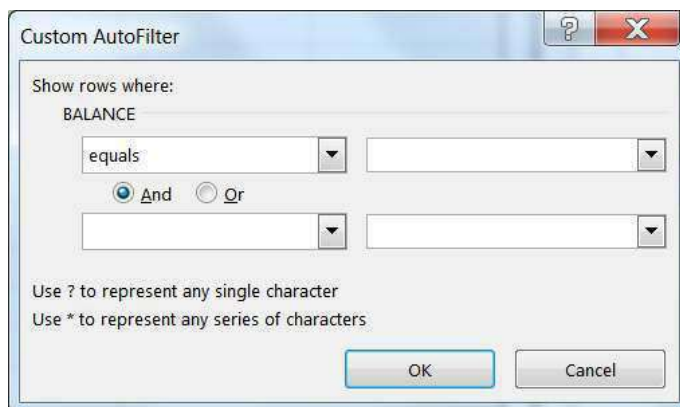 Custom AutoFilter
Show rows where:
BALANCE
equals
And Or
Use ? to represent any single character
Use * to represent any series of characters
OK Cancel